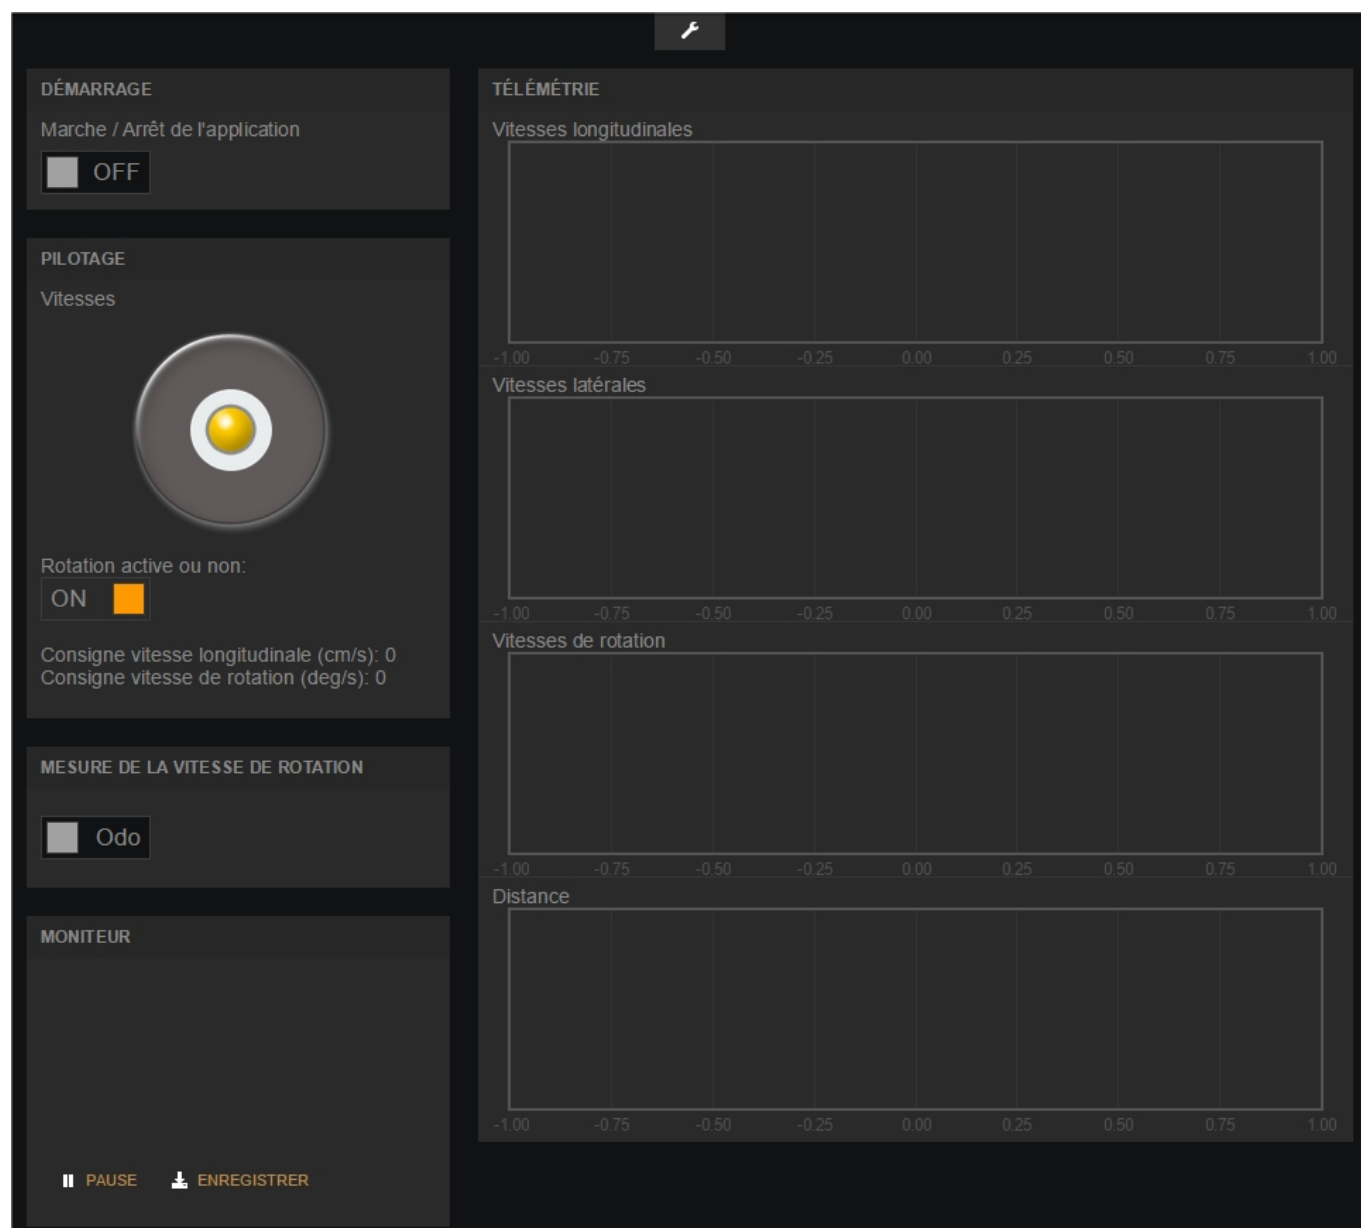 DÉMARRAGE
Marche / Arrêt de l'application
OFF
PILOTAGE
Vitesses
Rotation active ou non:
ON
Consigne vitesse longitudinale (cm/s): 0
Consigne vitesse de rotation (deg/s): 0
MESURE DE LA VITESSE DE ROTATION
Odo
MONITEUR
PAUSE ENREGISTRER
TÉLÉMÉTRIE
Vitesses longitudinales
-1.00 -0.75 -0.50 -0.25 0.00 0.25 0.50 0.75 1.00
Vitesses latérales
-1.00 -0.75 -0.50 -0.25 0.00 0.25 0.50 0.75 1.00
Vitesses de rotation
-1.00 -0.75 -0.50 -0.25 0.00 0.25 0.50 0.75 1.00
Distance
-1.00 -0.75 -0.50 -0.25 0.00 0.25 0.50 0.75 1.00